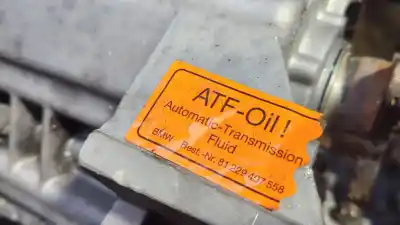 ATF-Oil !
Automatic-Transmission
Fluid
BMW Best.-Nr. 81 229 407 558